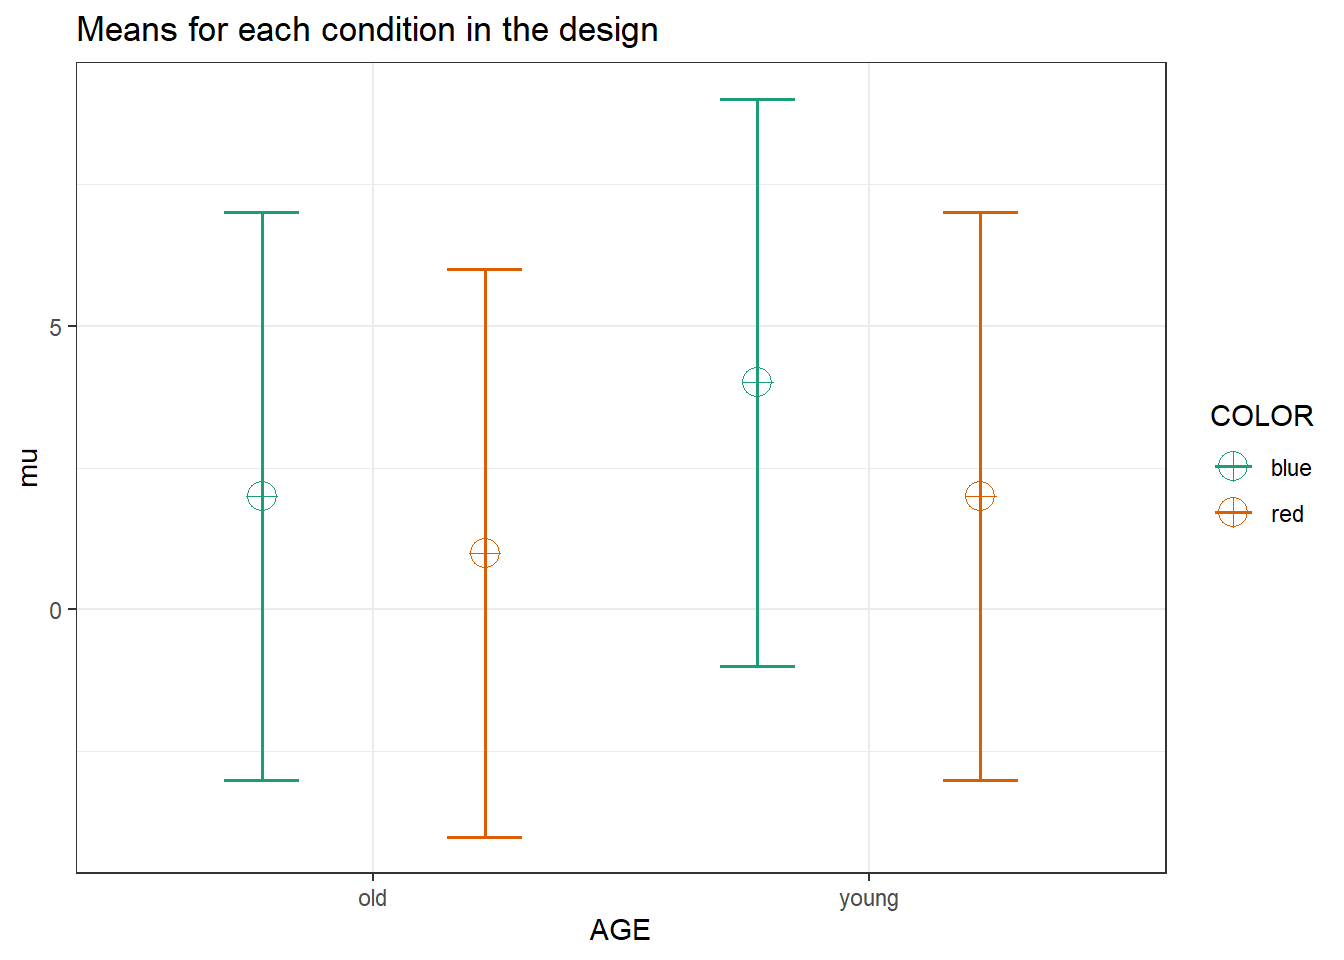 Means for each condition in the design
mu
5
0
old
young
AGE
COLOR
blue
red